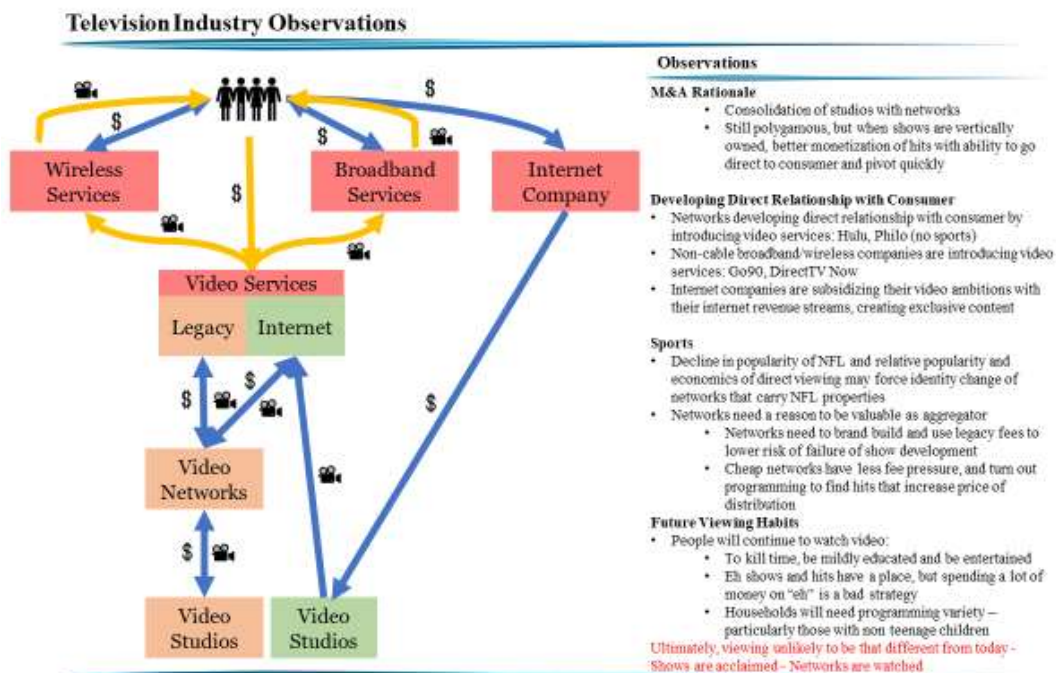 Television Industry Observations
$
$
$
Wireless
Services
Broadband
Services
Internet
Company
$
Video Services
Legacy
Internet
$
$
$
Video
Networks
$
Video
Studios
Video
Studios
Observations
M&A Rationale
• Consolidation of studios with networks
• Still polygamous, but when shows are vertically
owned, better monetization of hits with ability to go
direct to consumer and pivot quickly
Developing Direct Relationship with Consumer
• Networks developing direct relationship with consumer by
introducing video services: Hulu, Philo (no sports)
• Non-cable broadband/wireless companies are introducing video
services: Go90, DirectTV Now
• Internet companies are subsidizing their video ambitions with
their internet revenue streams, creating exclusive content
Sports
• Decline in popularity of NFL and relative popularity and
economics of direct viewing may force identity change of
networks that carry NFL properties
• Networks need a reason to be valuable as aggregator
• Networks need to brand build and use legacy fees to
lower risk of failure of show development
• Cheap networks have less fee pressure, and turn out
programming to find hits that increase price of
distribution
Future Viewing Habits
• People will continue to watch video:
• To kill time, be mildly educated and be entertained
• Eh shows and hits have a place, but spending a lot of
money on "eh" is a bad strategy
• Households will need programming variety –
particularly those with non teenage children
Ultimately, viewing unlikely to be that different from today -
Shows are acclaimed – Networks are watched